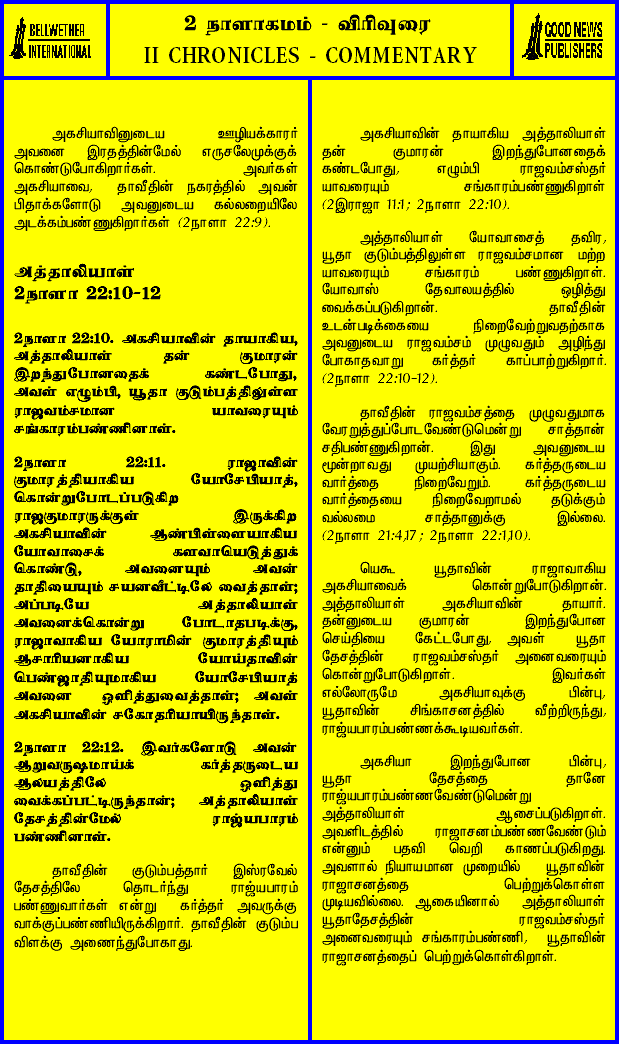 BELLWETHER
INTERNATIONAL
2 நாளாகமம் - விரிவுரை
II CHRONICLES - COMMENTARY
GOOD NEWS
PUBLISHERS
அகசியாவினுடைய ஊழியக்காரர்
அவனை இரதத்தின்மேல் எருசலேமுக்குக்
கொண்டுபோகிறார்கள். அவர்கள்
அகசியாவை, தாவீதின் நகரத்தில் அவன்
பிதாக்களோடு அவனுடைய கல்லறையிலே
அடக்கம்பண்ணுகிறார்கள் (2நாளா 22:9).
அத்தாலியாள்
2நாளா 22:10-12
2நாளா 22:10. அகசியாவின் தாயாகிய,
அத்தாலியாள் தன் குமாரன்
இறந்துபோனதைக் கண்டபோது,
அவள் எழும்பி, யூதா குடும்பத்திலுள்ள
ராஜவம்சமான யாவரையும்
சங்காரம்பண்ணினாள்.
2நாளா 22:11. ராஜாவின்
குமாரத்தியாகிய யோசேபியாத்,
கொன்றுபோடப்படுகிற
ராஜகுமாரருக்குள் இருக்கிற
அகசியாவின் ஆண்பிள்ளையாகிய
யோவாசைக் களவாயெடுத்துக்
கொண்டு, அவனையும் அவன்
தாதியையும் சயனவீட்டிலே வைத்தாள்;
அப்படியே அத்தாலியாள்
அவனைக்கொன்று போடாதபடிக்கு,
ராஜாவாகிய யோராமின் குமாரத்தியும்
ஆசாரியனாகிய யோய்தாவின்
பெண்ஜாதியுமாகிய யோசேபியாத்
அவனை ஒளித்துவைத்தாள்; அவள்
அகசியாவின் சகோதரியாயிருந்தாள்.
2நாளா 22:12. இவர்களோடு அவன்
ஆறுவருஷமாய்க் கர்த்தருடைய
ஆலயத்திலே ஒளித்து
வைக்கப்பட்டிருந்தான்; அத்தாலியாள்
தேசத்தின்மேல் ராஜ்யபாரம்
பண்ணினாள்.
தாவீதின் குடும்பத்தார் இஸ்ரவேல்
தேசத்திலே தொடர்ந்து ராஜ்யபாரம்
பண்ணுவார்கள் என்று கர்த்தர் அவருக்கு
வாக்குப்பண்ணியிருக்கிறார். தாவீதின் குடும்ப
விளக்கு அணைந்துபோகாது.
அகசியாவின் தாயாகிய அத்தாலியாள்
தன் குமாரன் இறந்துபோனதைக்
கண்டபோது, எழும்பி ராஜவம்சஸ்தர்
யாவரையும் சங்காரம்பண்ணுகிறாள்
(2இராஜா 11:1; 2நாளா 22:10).
அத்தாலியாள் யோவாசைத் தவிர,
யூதா குடும்பத்திலுள்ள ராஜவம்சமான மற்ற
யாவரையும் சங்காரம் பண்ணுகிறாள்.
யோவாஸ் தேவாலயத்தில் ஒழித்து
வைக்கப்படுகிறான். தாவீதின்
உடன்படிக்கையை நிறைவேற்றுவதற்காக
அவனுடைய ராஜவம்சம் முழுவதும் அழிந்து
போகாதவாறு கர்த்தர் காப்பாற்றுகிறார்.
(2நாளா 22:10-12).
தாவீதின் ராஜவம்சத்தை முழுவதுமாக
வேரறுத்துப்போடவேண்டுமென்று சாத்தான்
சதிபண்ணுகிறான். இது அவனுடைய
மூன்றாவது முயற்சியாகும். கர்த்தருடைய
வார்த்தை நிறைவேறும். கர்த்தருடைய
வார்த்தையை நிறைவேறாமல் தடுக்கும்
வல்லமை சாத்தானுக்கு இல்லை.
(2நாளா 21:4,17; 2நாளா 22:1,10).
யெகூ யூதாவின் ராஜாவாகிய
அகசியாவைக் கொன்றுபோடுகிறான்.
அத்தாலியாள் அகசியாவின் தாயார்.
தன்னுடைய குமாரன் இறந்துபோன
செய்தியை கேட்டபோது, அவள் யூதா
தேசத்தின் ராஜவம்சஸ்தர் அனைவரையும்
கொன்றுபோடுகிறாள். இவர்கள்
எல்லோருமே அகசியாவுக்கு பின்பு,
யூதாவின் சிங்காசனத்தில் வீற்றிருந்து,
ராஜ்யபாரம்பண்ணக்கூடியவர்கள்.
அகசியா இறந்துபோன பின்பு,
யூதா தேசத்தை தானே
ராஜ்யபாரம்பண்ணவேண்டுமென்று
அத்தாலியாள் ஆசைப்படுகிறாள்.
அவளிடத்தில் ராஜாசனம்பண்ணவேண்டும்
என்னும் பதவி வெறி காணப்படுகிறது.
அவளால் நியாயமான முறையில் யூதாவின்
ராஜாசனத்தை பெற்றுக்கொள்ள
முடியவில்லை. ஆகையினால் அத்தாலியாள்
யூதாதேசத்தின் ராஜவம்சஸ்தர்
அனைவரையும் சங்காரம்பண்ணி, யூதாவின்
ராஜாசனத்தைப் பெற்றுக்கொள்கிறாள்.